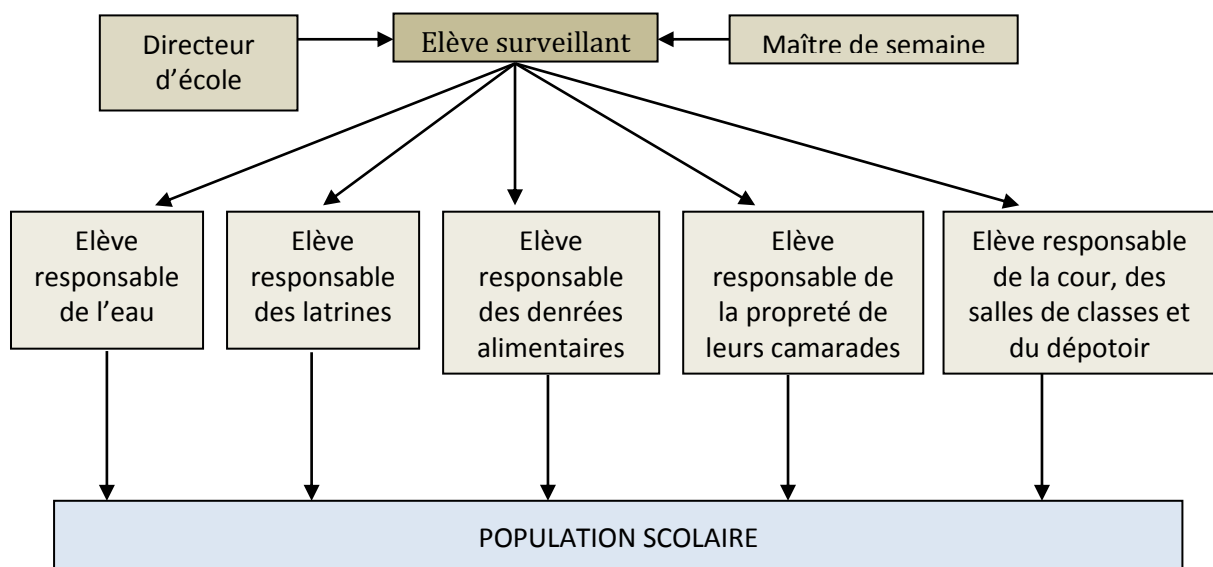 Directeur
d’école
Elève surveillant
Maître de semaine
Elève
responsable
de l’eau
Elève
responsable
des latrines
Elève
responsable
des denrées
alimentaires
Elève
responsable de
la propreté de
leurs camarades
Elève responsable
de la cour, des
salles de classes et
du dépotoir
POPULATION SCOLAIRE